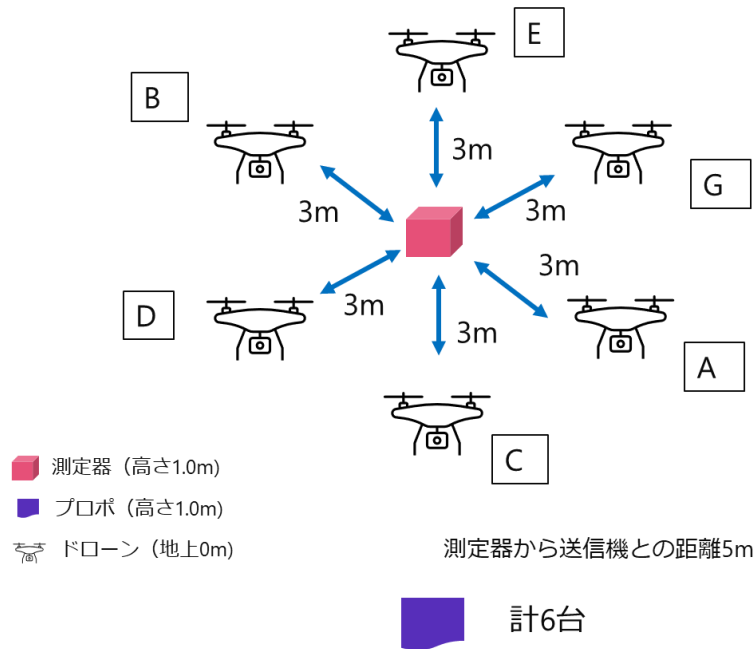 E
B
3m
G
3m
3m
3m
D
3m
3m
A
C
測定器（高さ1.0m)
プロポ（高さ1.0m)
ドローン（地上0m)
測定器から送信機との距離5m
計6台